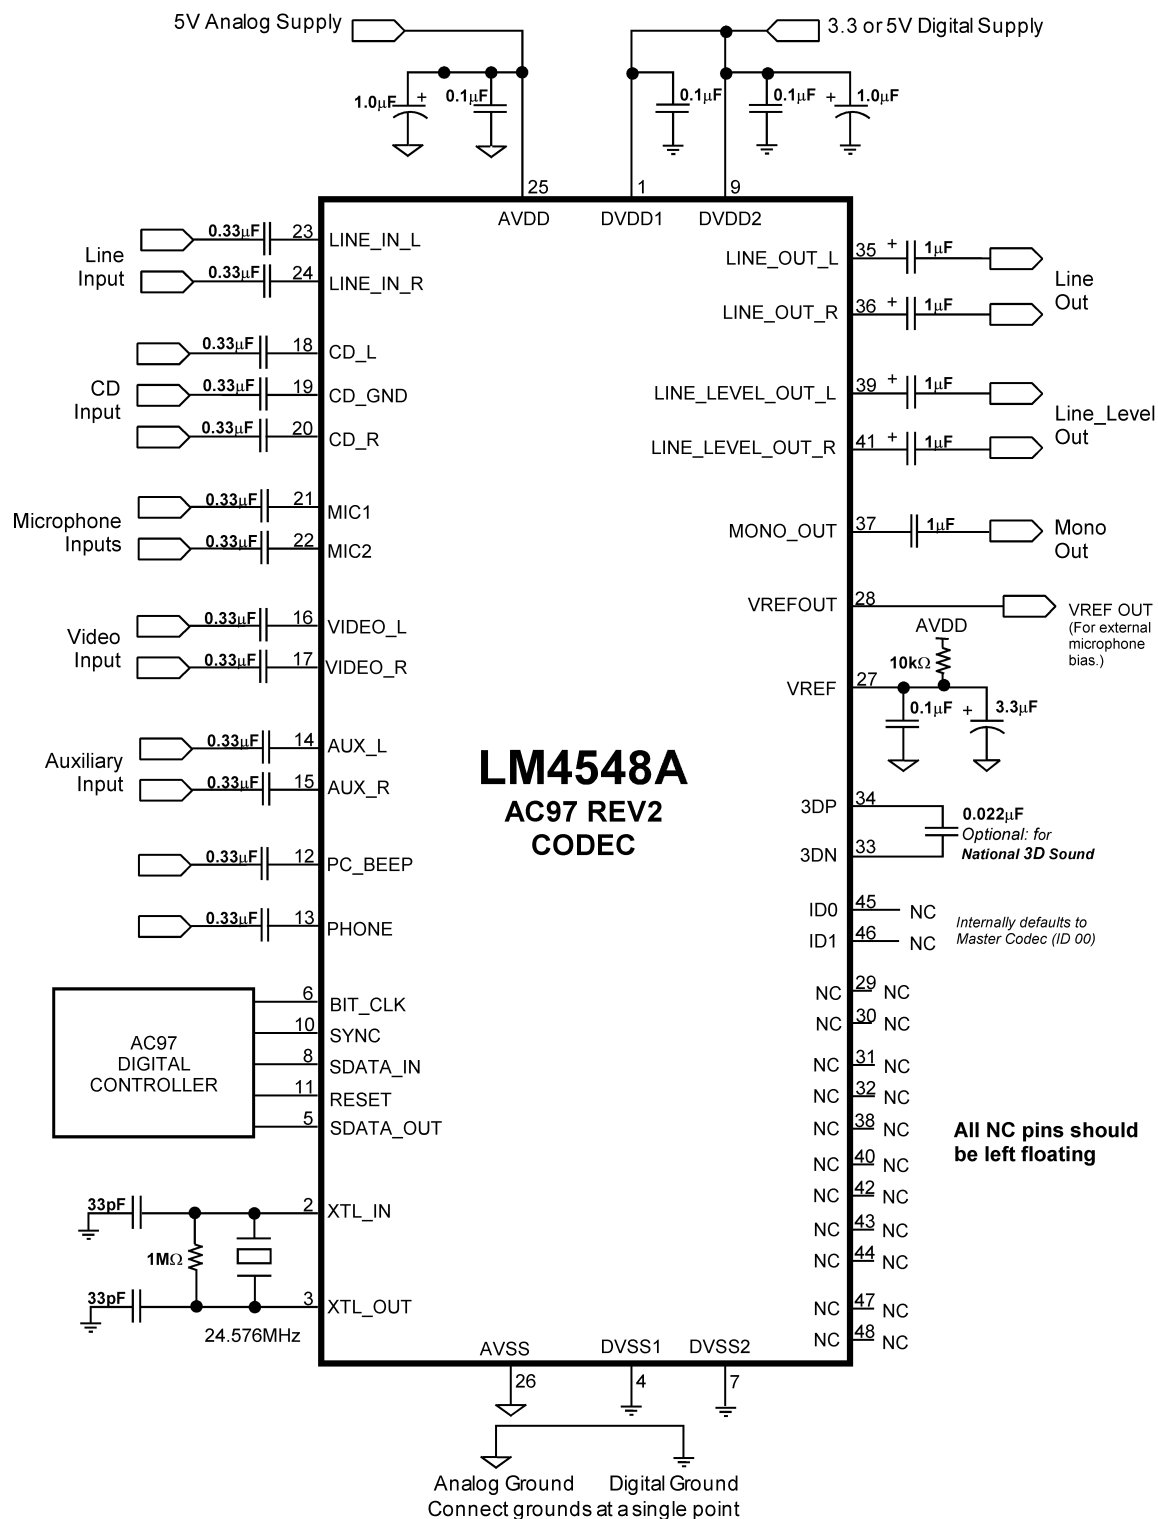 5V Analog Supply
3.3 or 5V Digital Supply
1.0µF
+
0.1µF
0.1µF
0.1µF
+
1.0µF
25
1
9
AVDD
DVDD1
DVDD2
Line
Input
0.33µF
23
LINE_IN_L
0.33µF
24
LINE_IN_R
CD
Input
0.33µF
18
CD_L
0.33µF
19
CD_GND
0.33µF
20
CD_R
Microphone
Inputs
0.33µF
21
MIC1
0.33µF
22
MIC2
Video
Input
0.33µF
16
VIDEO_L
0.33µF
17
VIDEO_R
Auxiliary
Input
0.33µF
14
AUX_L
0.33µF
15
AUX_R
0.33µF
12
PC_BEEP
0.33µF
13
PHONE
AC97
DIGITAL
CONTROLLER
6
BIT_CLK
10
SYNC
8
SDATA_IN
11
RESET
5
SDATA_OUT
33pF
2
XTL_IN
1MΩ
33pF
3
XTL_OUT
24.576MHz
LM4548A
AC97 REV2
CODEC
LINE_OUT_L
35
+
1µF
LINE_OUT_R
36
+
1µF
Line
Out
LINE_LEVEL_OUT_L
39
+
1µF
LINE_LEVEL_OUT_R
41
+
1µF
Line_Level
Out
MONO_OUT
37
1µF
Mono
Out
VREFOUT
28
VREF OUT
(For external
microphone
bias.)
AVDD
10kΩ
VREF
27
0.1µF
+
3.3µF
3DP
34
3DN
33
0.022µF
Optional: for
National 3D Sound
ID0
45
NC
ID1
46
NC
Internally defaults to
Master Codec (ID 00)
NC
29
NC
NC
30
NC
NC
31
NC
NC
32
NC
NC
38
NC
NC
40
NC
NC
42
NC
NC
43
NC
NC
44
NC
NC
47
NC
NC
48
NC
All NC pins should
be left floating
AVSS
DVSS1
DVSS2
26
4
7
Analog Ground
Digital Ground
Connect grounds at a single point